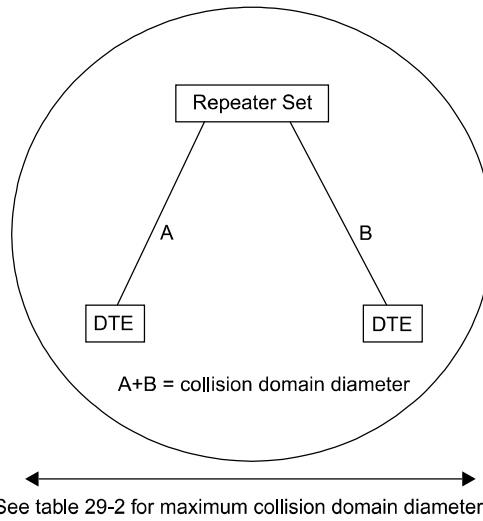 Repeater Set
A
B
DTE
DTE
A+B = collision domain diameter
See table 29-2 for maximum collision domain diameter